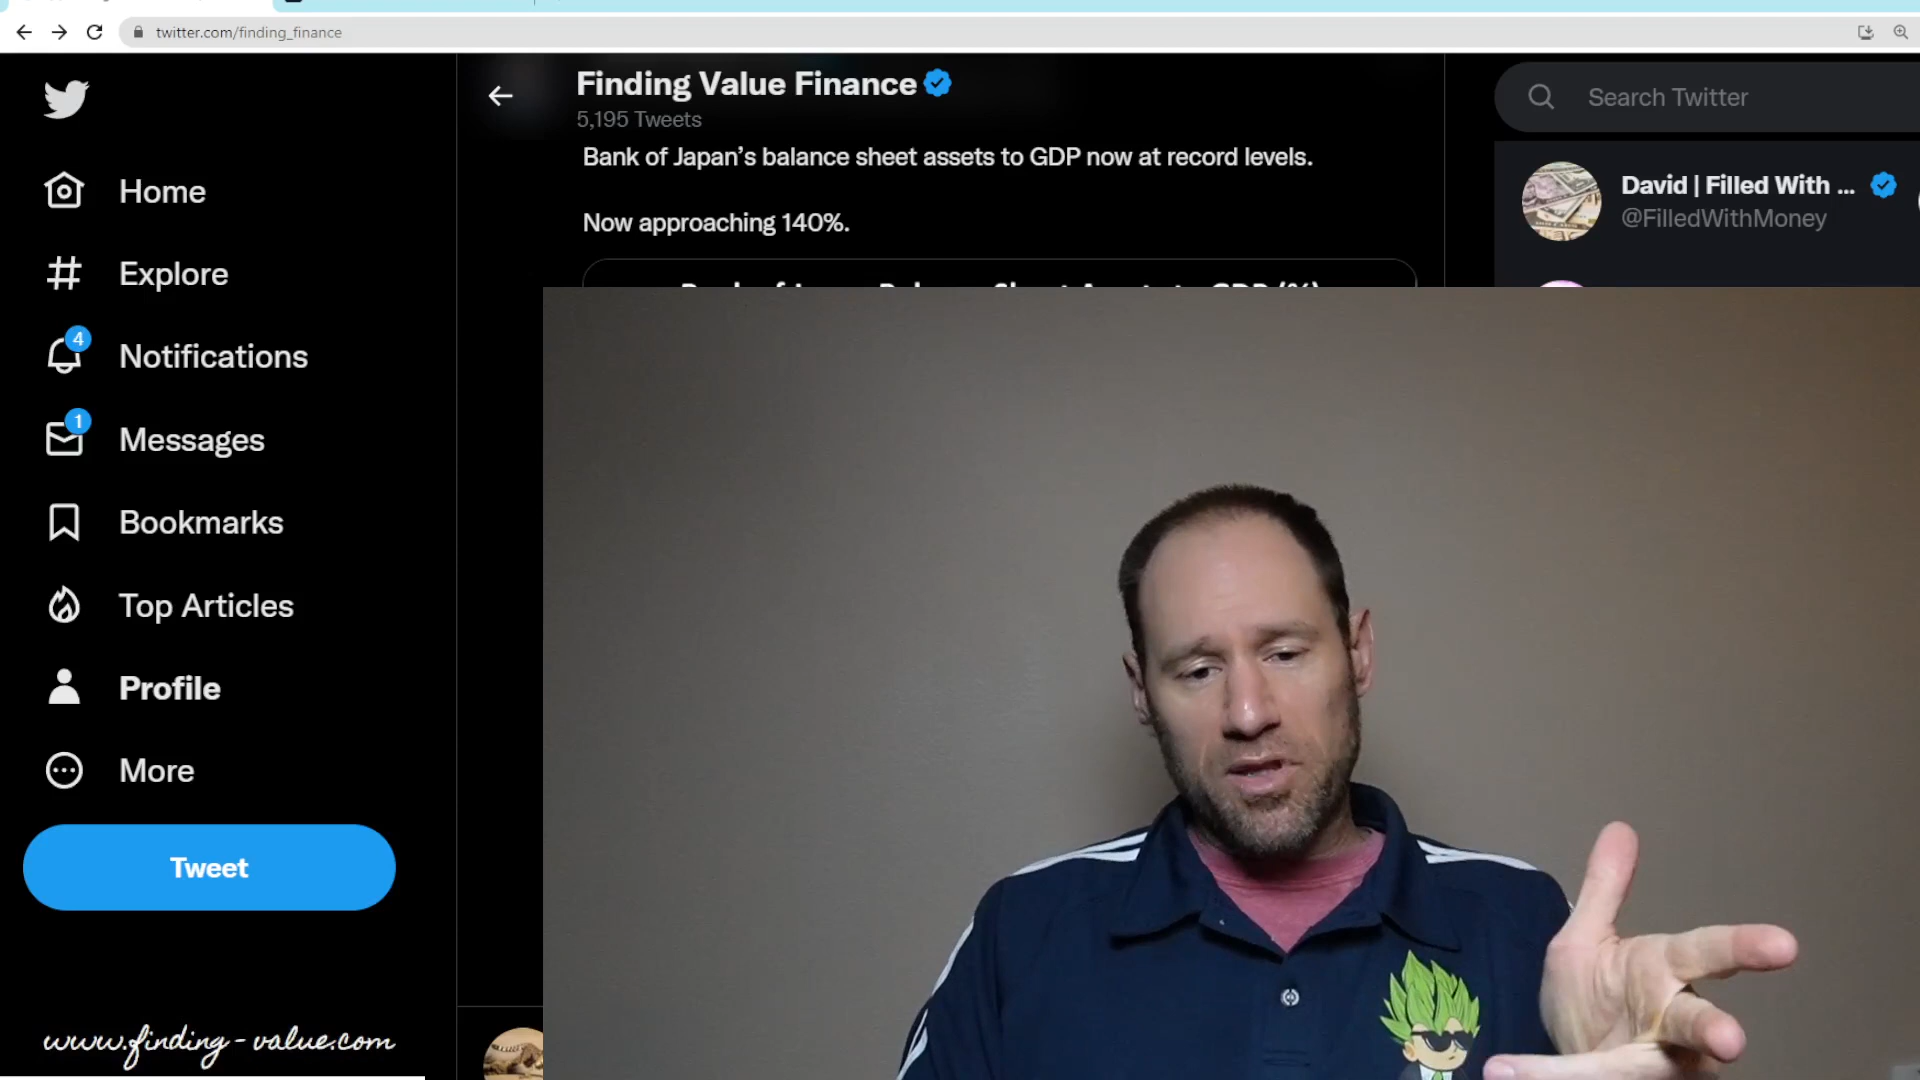 twitter.com/finding_finance
Finding Value Finance
5,195 Tweets
Search Twitter
Bank of Japan’s balance sheet assets to GDP now at record levels.
Now approaching 140%.
David | Filled With ...
@FilledWithMoney
Home
Explore
4
Notifications
1
Messages
Bookmarks
Top Articles
Profile
More
Tweet
www.finding-value.com